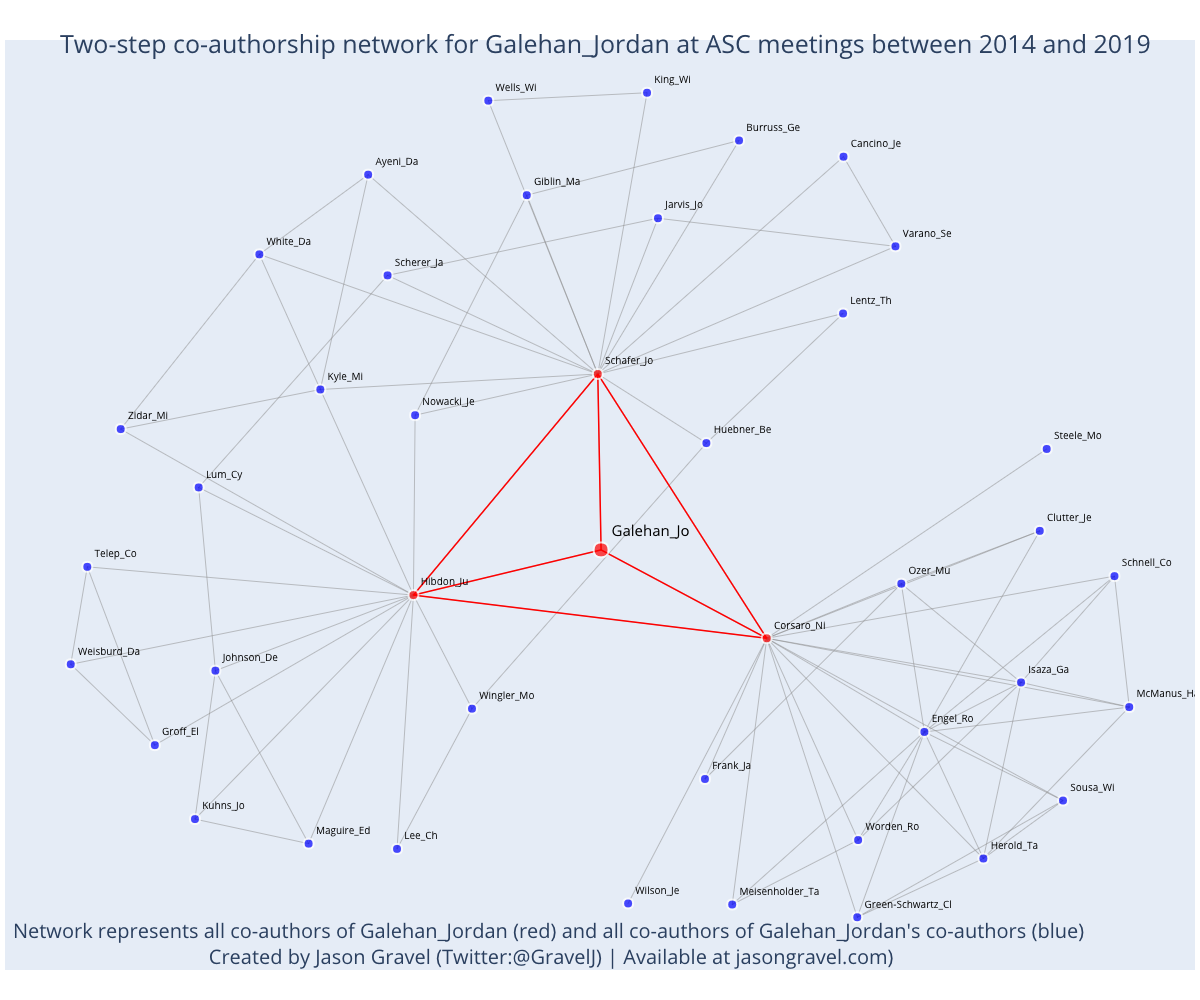 Two-step co-authorship network for Galehan_Jordan at ASC meetings between 2014 and 2019
King_Wi
Wells_Wi
Burruss_Ge
Cancino_Je
Ayeni_Da
Giblin_Ma
Jarvis_Jo
Varano_Se
White_Da
Scherer_Ja
Lentz_Th
Schafer_Jo
Kyle_Mi
Nowacki_Je
Zidar_Mi
Huebner_Be
Steele_Mo
Lum_Cy
Clutter_Je
Galehan_Jo
Telep_Co
Schnell_Co
Ozer_Mu
Hibdon_Ju
Corsaro_Ni
Weisburd_Da
Johnson_De
Isaza_Ga
Wingler_Mo
McManus_Ha
Engel_Ro
Groff_El
Frank_Ja
Sousa_Wi
Kuhns_Jo
Worden_Ro
Maguire_Ed
Lee_Ch
Herold_Ta
Wilson_Je
Meisenholder_Ta
Green-Schwartz_Cl
Network represents all co-authors of Galehan_Jordan (red) and all co-authors of Galehan_Jordan's co-authors (blue)
Created by Jason Gravel (Twitter:@GravelJ) | Available at jasongravel.com)